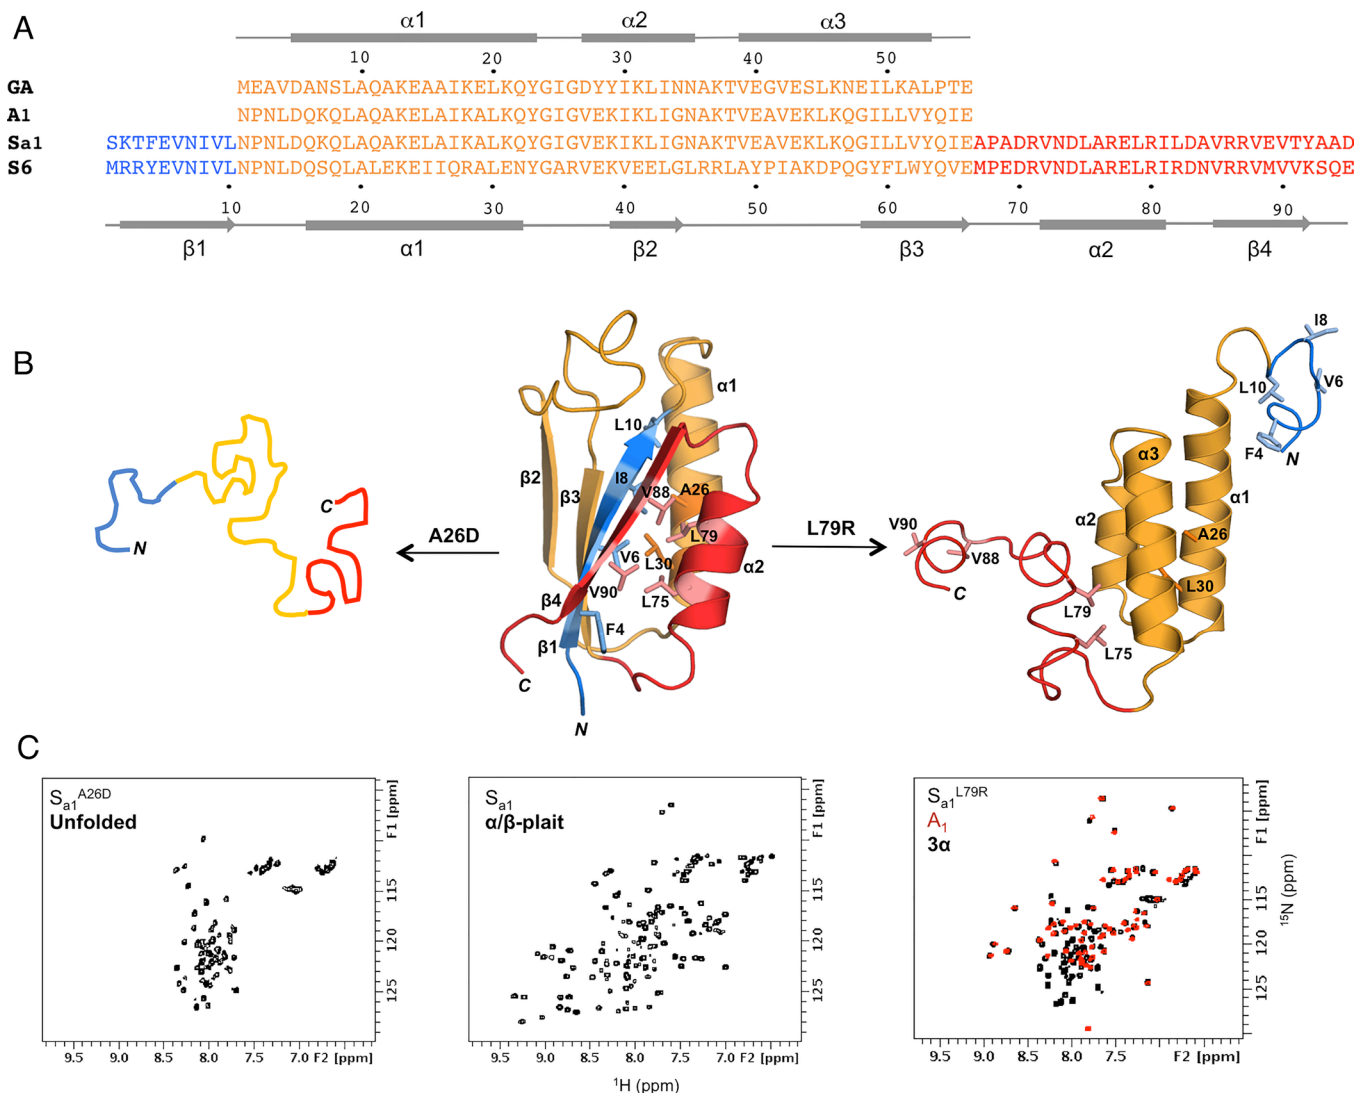 A
α1 α2 α3
10 20 30 40 50
GA MEAVDANSLAQAKEAAIKELKQYGIGDYYIKLINNAKTVEGVESLKNEILKALPTE
A1 NPNLDQKQLAQAKELAIKALKQYGIGVEKIKLINNAKTVEAVEKLKQGILLVYQIE
Sa1 SKTFEVNIVLNPNLDQKQLAQAKELAIKALKQYGIGVEKIKLINNAKTVEAVEKLKQGILLVYQIEAPADRVNDLARELRILDAVRRVEVTYAAD
S6 MRRYEVNIVLNPNLDQSQLALEKEIIQRALENYGARVEKVEELGLRRLAYPIAKDPQGYFLWYQVEMPEDRVNDLARELRIRDNVRRVMVVKSQE
10 20 30 40 50 60 70 80 90
β1 α1 β2 β3 α2 β4
B
N C
A26D
β2 β3 L10 α1 I8 V88 A26 L79 V6 L30 α2 V90 L75 β4 β1 F4 C N
L79R
I8 L10 V6 F4 N α3 α1 α2 A26 V90 V88 L30 C L79 L75
C
Sa1A26D
Unfolded
F1 [ppm]
115
120
125
9.5 9.0 8.5 8.0 7.5 7.0 F2 [ppm]
Sa1
α/β-plait
F1 [ppm]
115
120
125
9.5 9.0 8.5 8.0 7.5 7.0 F2 [ppm]
Sa1L79R
A1
3α
F1 [ppm]
115
120
125
9.5 9.0 8.5 8.0 7.5 F2 [ppm]
15N (ppm)
1H (ppm)